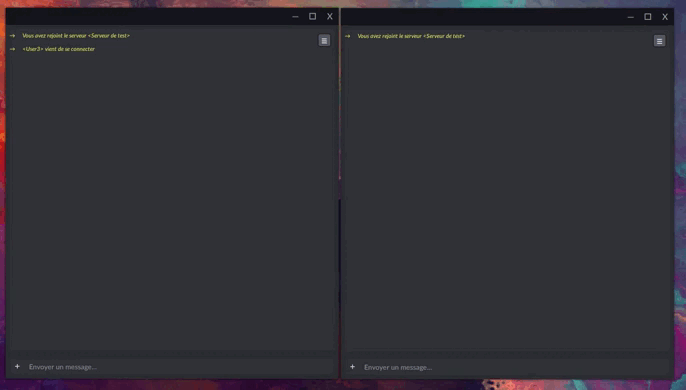 → Vous avez rejoint le serveur <Serveur de test>
→ <User3> vient de se connecter
+ Envoyer un message...
→ Vous avez rejoint le serveur <Serveur de test>
+ Envoyer un message...